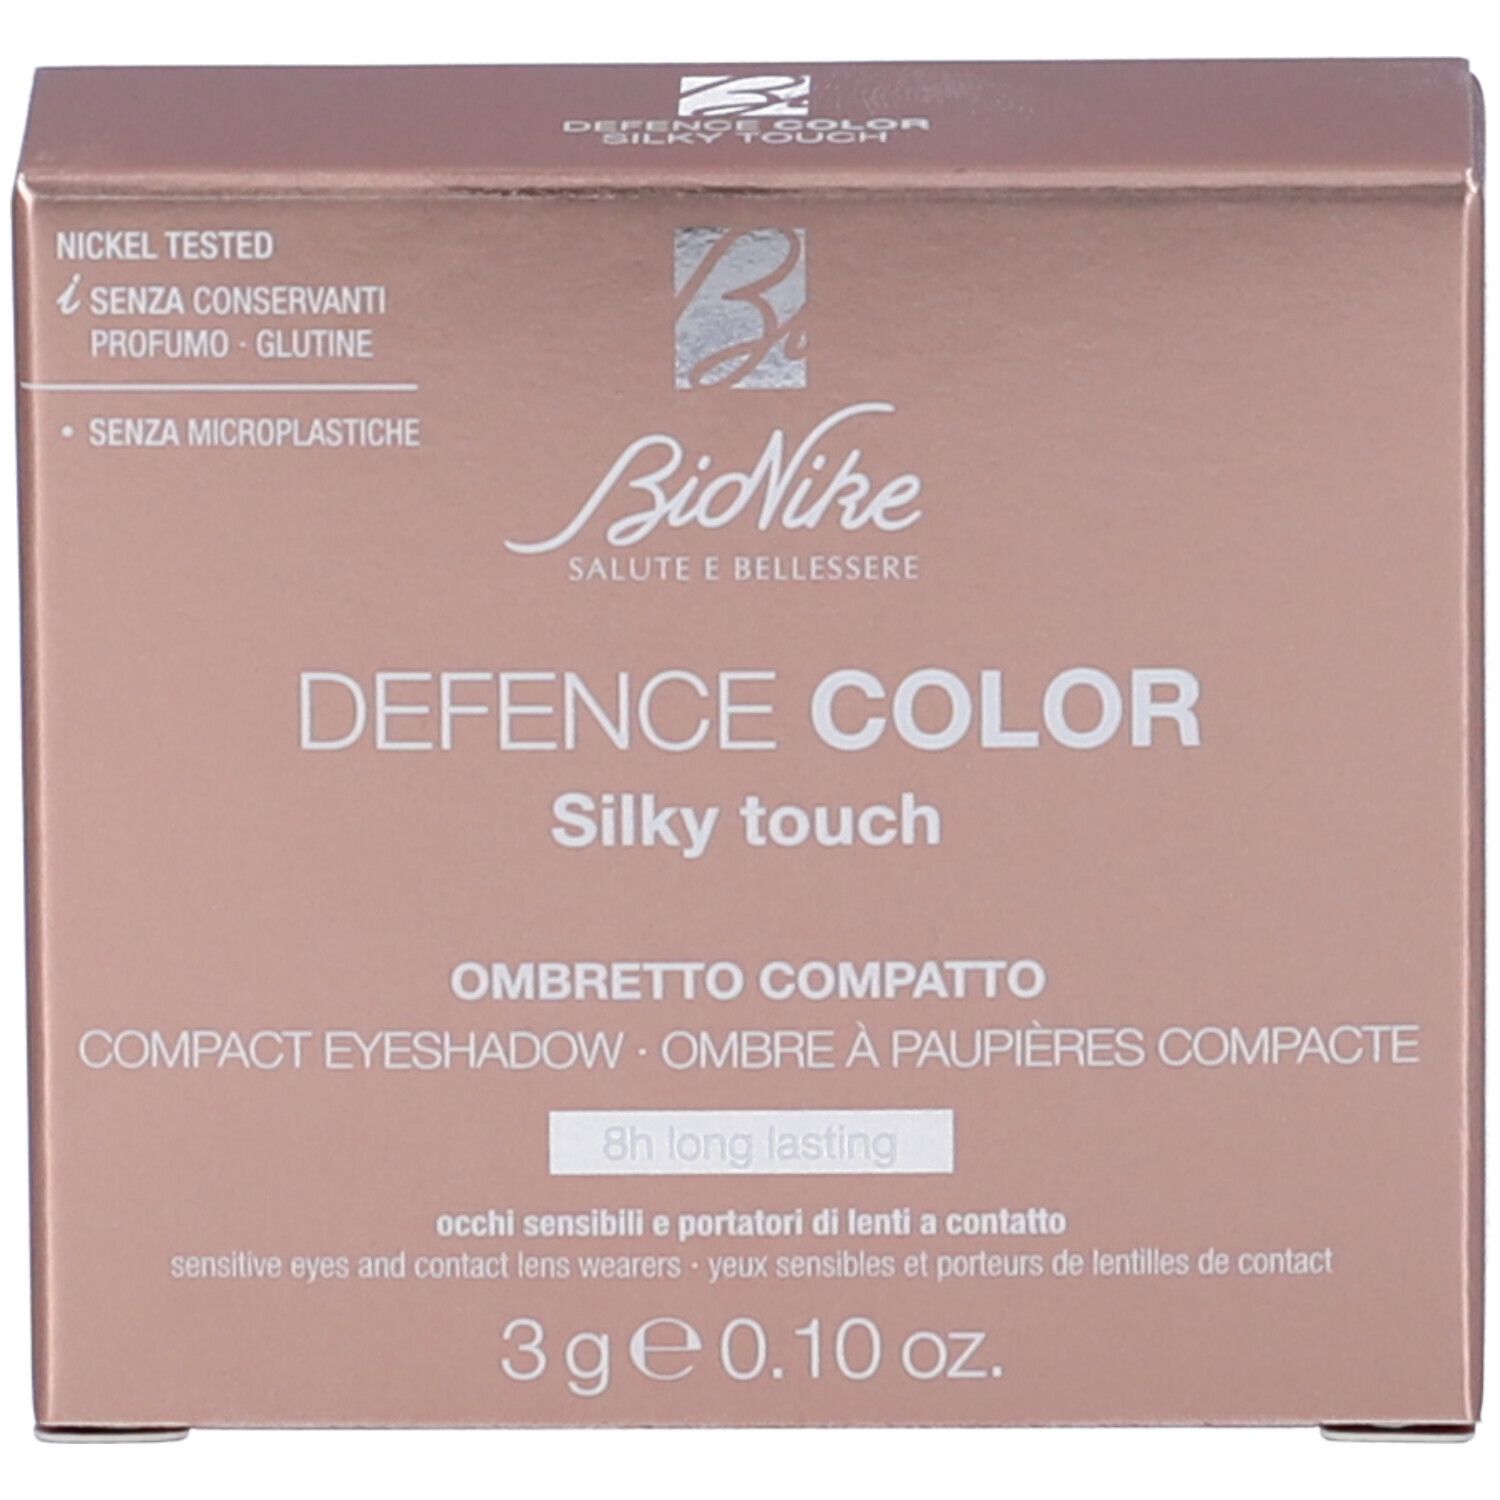 DEFENCE COLOR
SILKY TOUCH
NICKEL TESTED
i SENZA CONSERVANTI
PROFUMO · GLUTINE
• SENZA MICROPLASTICHE
BioNike
SALUTE E BELLESSERE
DEFENCE COLOR
Silky touch
OMBRETTO COMPATTO
COMPACT EYESHADOW · OMBRE À PAUPIÈRES COMPACTE
8h long lasting
occhi sensibili e portatori di lenti a contatto
sensitive eyes and contact lens wearers · yeux sensibles et porteurs de lentilles de contact
3 g ℮ 0.10 oz.